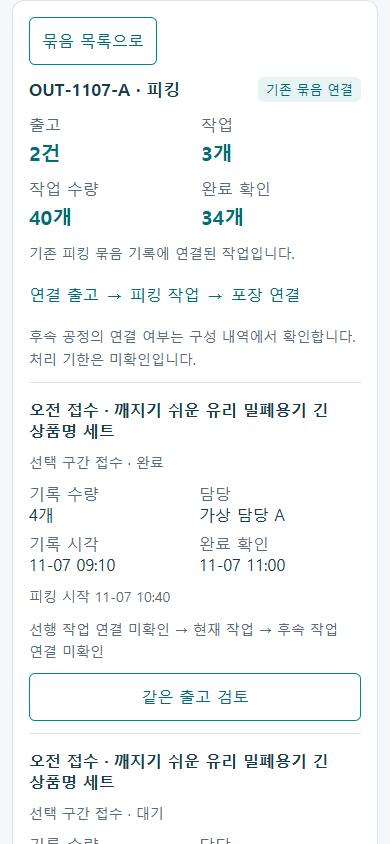 묶음 목록으로
OUT-1107-A · 피킹
기존 묶음 연결
출고
작업
2건
3개
작업 수량
완료 확인
40개
34개
기존 피킹 묶음 기록에 연결된 작업입니다.
연결 출고 → 피킹 작업 → 포장 연결
후속 공정의 연결 여부는 구성 내역에서 확인합니다.
처리 기한은 미확인입니다.
오전 접수 · 깨지기 쉬운 유리 밀폐용기 긴
상품명 세트
선택 구간 접수 · 완료
기록 수량
담당
4개
가상 담당 A
기록 시각
완료 확인
11-07 09:10
11-07 11:00
피킹 시작 11-07 10:40
선행 작업 연결 미확인 → 현재 작업 → 후속 작업
연결 미확인
같은 출고 검토
오전 접수 · 깨지기 쉬운 유리 밀폐용기 긴
상품명 세트
선택 구간 접수 · 대기
기록 수량
담당